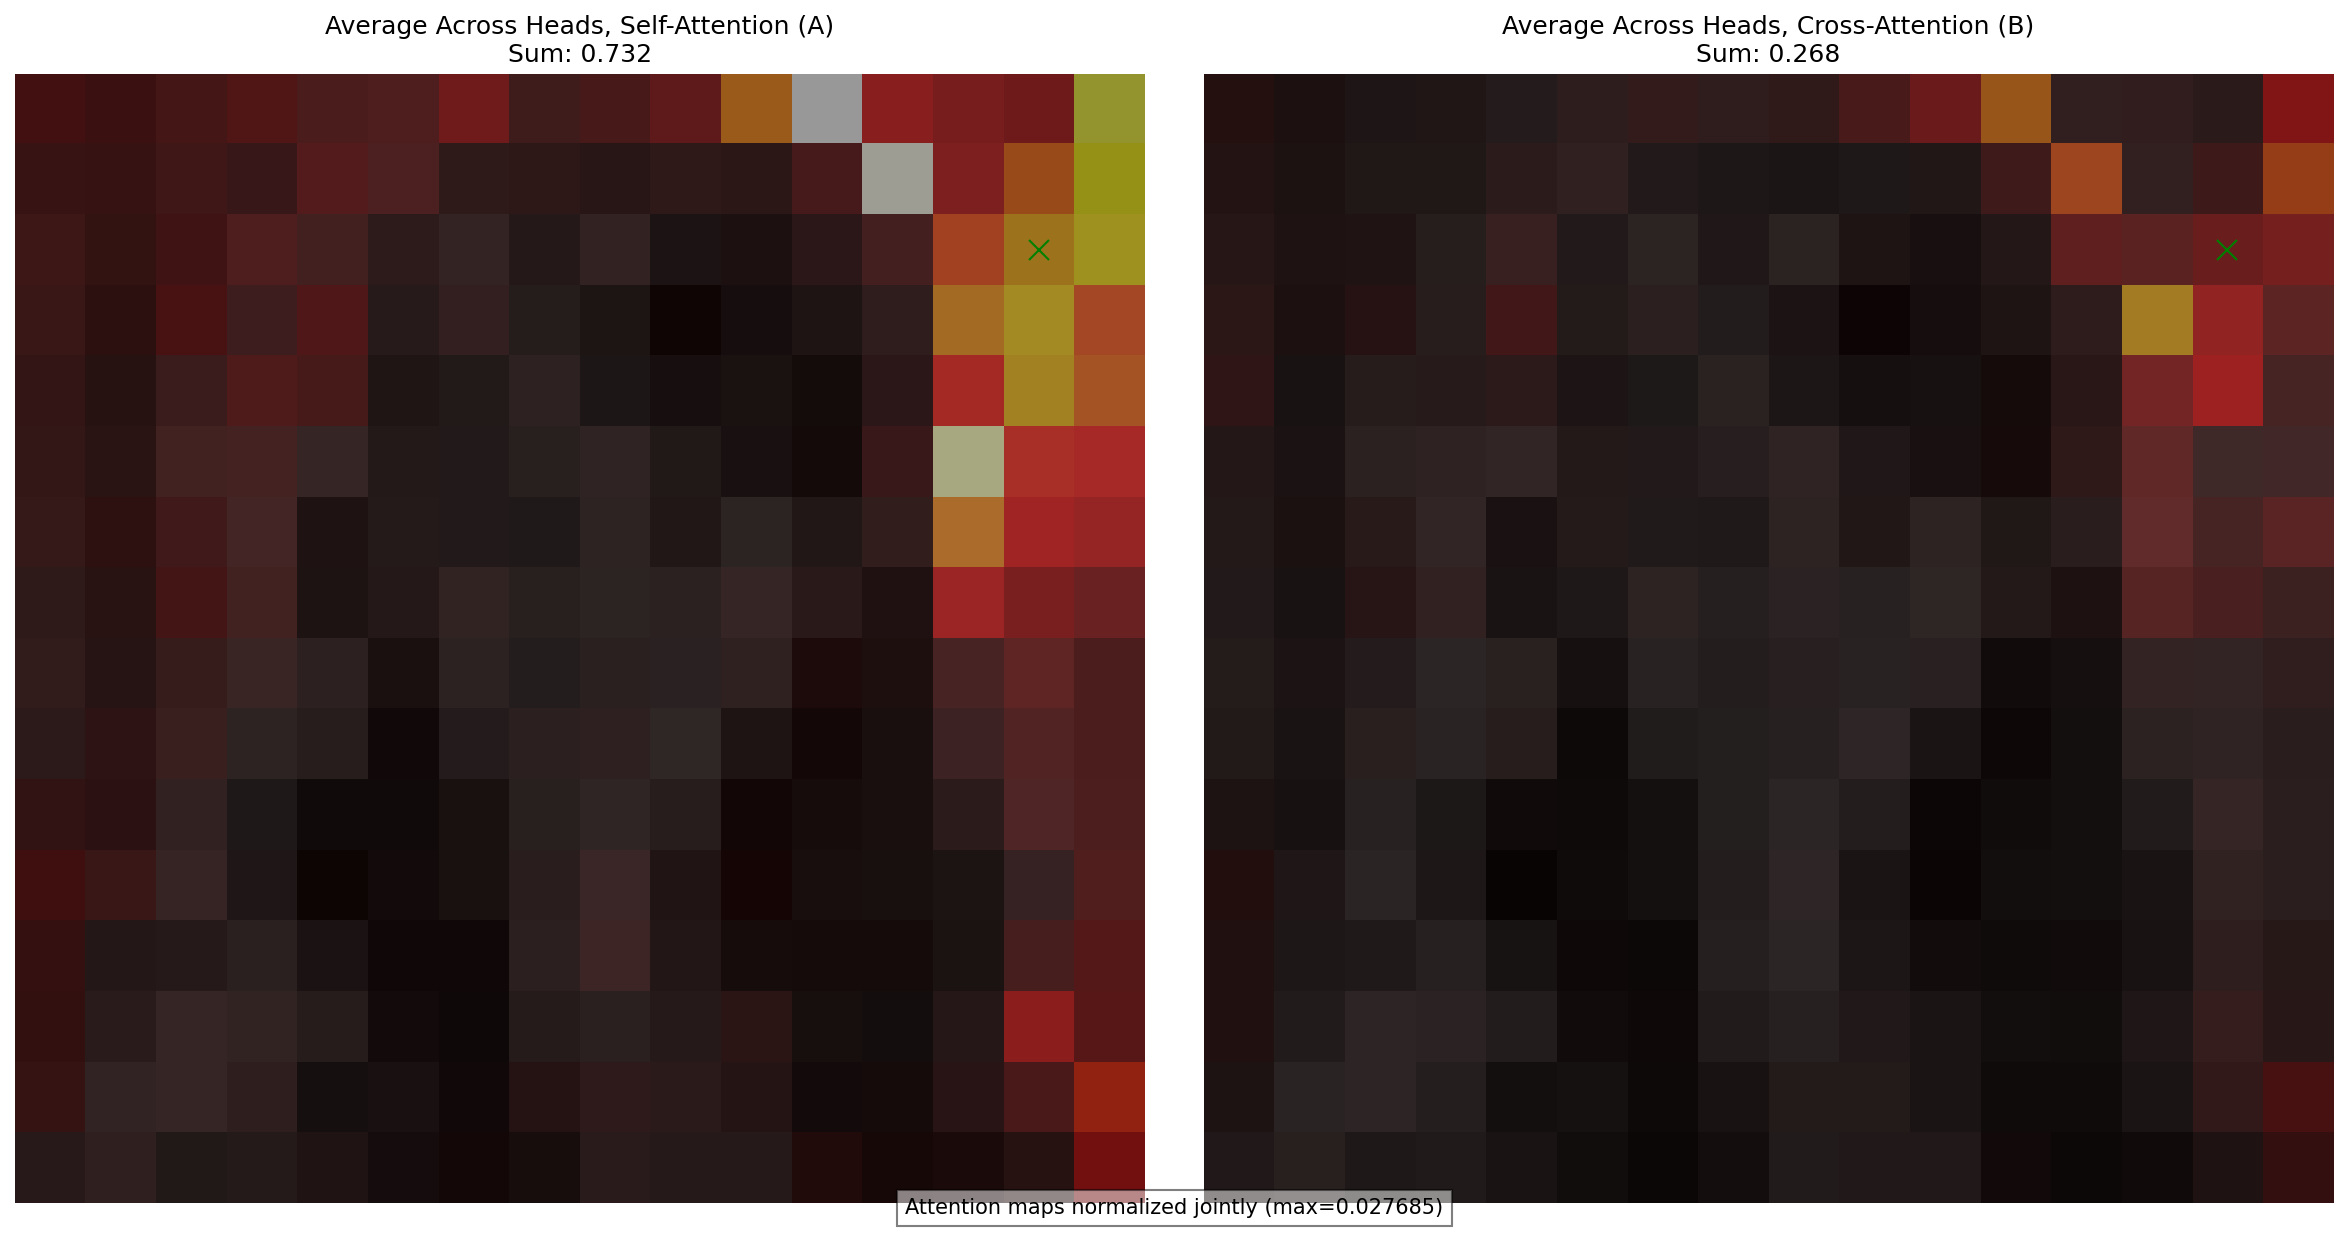 Average Across Heads, Self-Attention (A)
Sum: 0.732
Average Across Heads, Cross-Attention (B)
Sum: 0.268
Attention maps normalized jointly (max=0.027685)